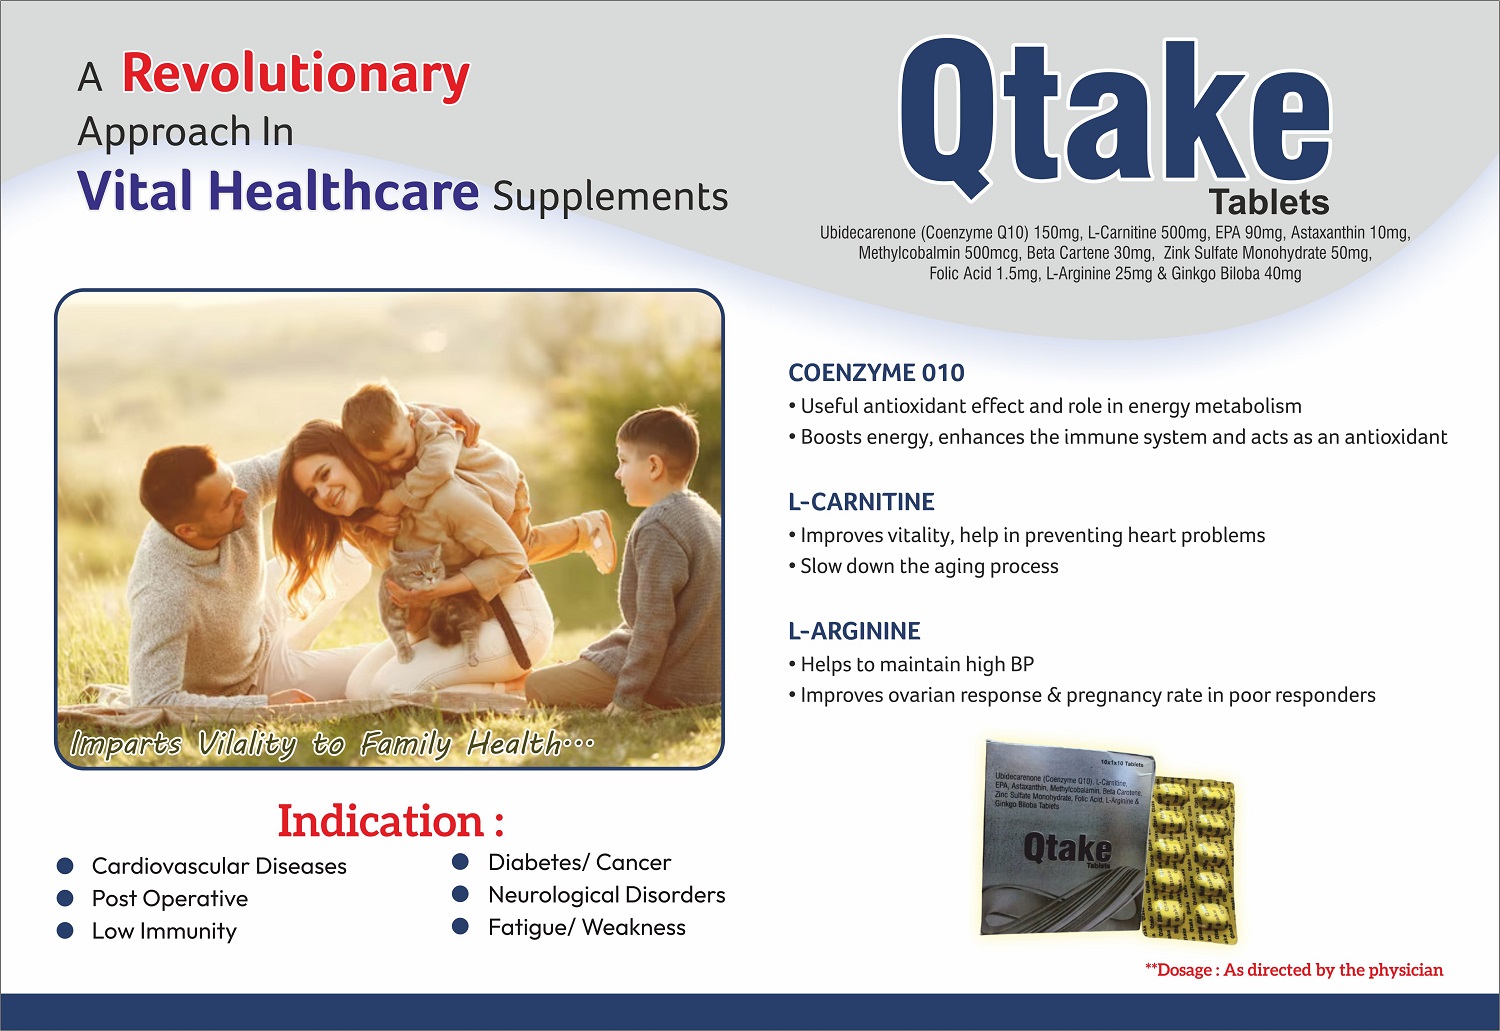 A Revolutionary
Approach In
Vital Healthcare Supplements
Imparts Vilality to Family Health...
Indication :
Cardiovascular Diseases
Post Operative
Low Immunity
Diabetes/ Cancer
Neurological Disorders
Fatigue/ Weakness
Qtake
Tablets
Ubidecarenone (Coenzyme Q10) 150mg, L-Carnitine 500mg, EPA 90mg, Astaxanthin 10mg,
Methylcobalmin 500mcg, Beta Cartene 30mg, Zink Sulfate Monohydrate 50mg,
Folic Acid 1.5mg, L-Arginine 25mg & Ginkgo Biloba 40mg
COENZYME 010
• Useful antioxidant effect and role in energy metabolism
• Boosts energy, enhances the immune system and acts as an antioxidant
L-CARNITINE
• Improves vitality, help in preventing heart problems
• Slow down the aging process
L-ARGININE
• Helps to maintain high BP
• Improves ovarian response & pregnancy rate in poor responders
10x1x10 Tablets
Ubidecarenone (Coenzyme Q10), L-Carnitine,
EPA, Astaxanthin, Methylcobalamin, Beta Carotene,
Zinc Sulfate Monohydrate, Folic Acid, L-Arginine &
Ginkgo Biloba Tablets
Qtake
Tablets
**Dosage : As directed by the physician